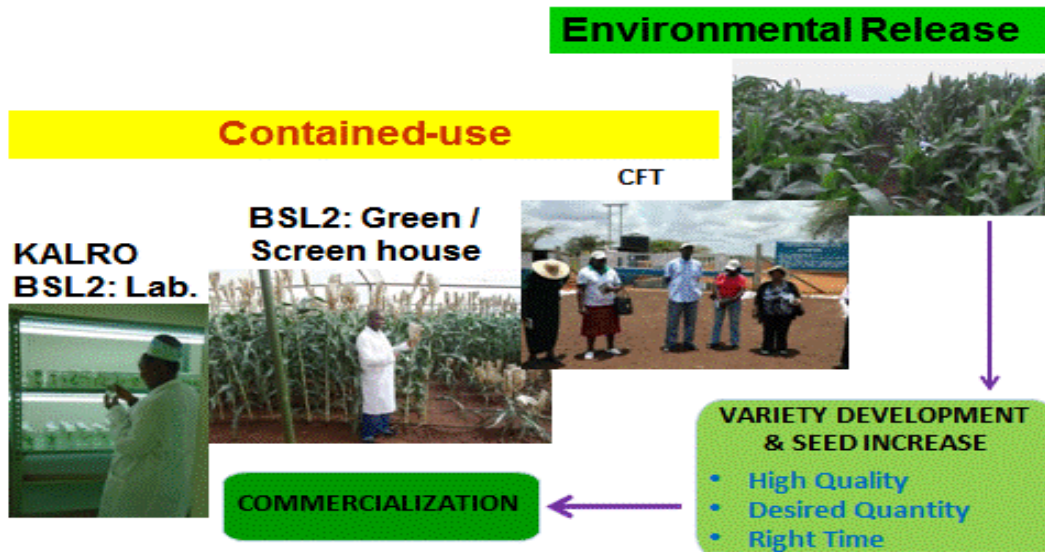 Environmental Release
Contained-use
CFT
BSL2: Green /
Screen house
KALRO
BSL2: Lab.
VARIETY DEVELOPMENT
& SEED INCREASE
• High Quality
• Desired Quantity
• Right Time
COMMERCIALIZATION